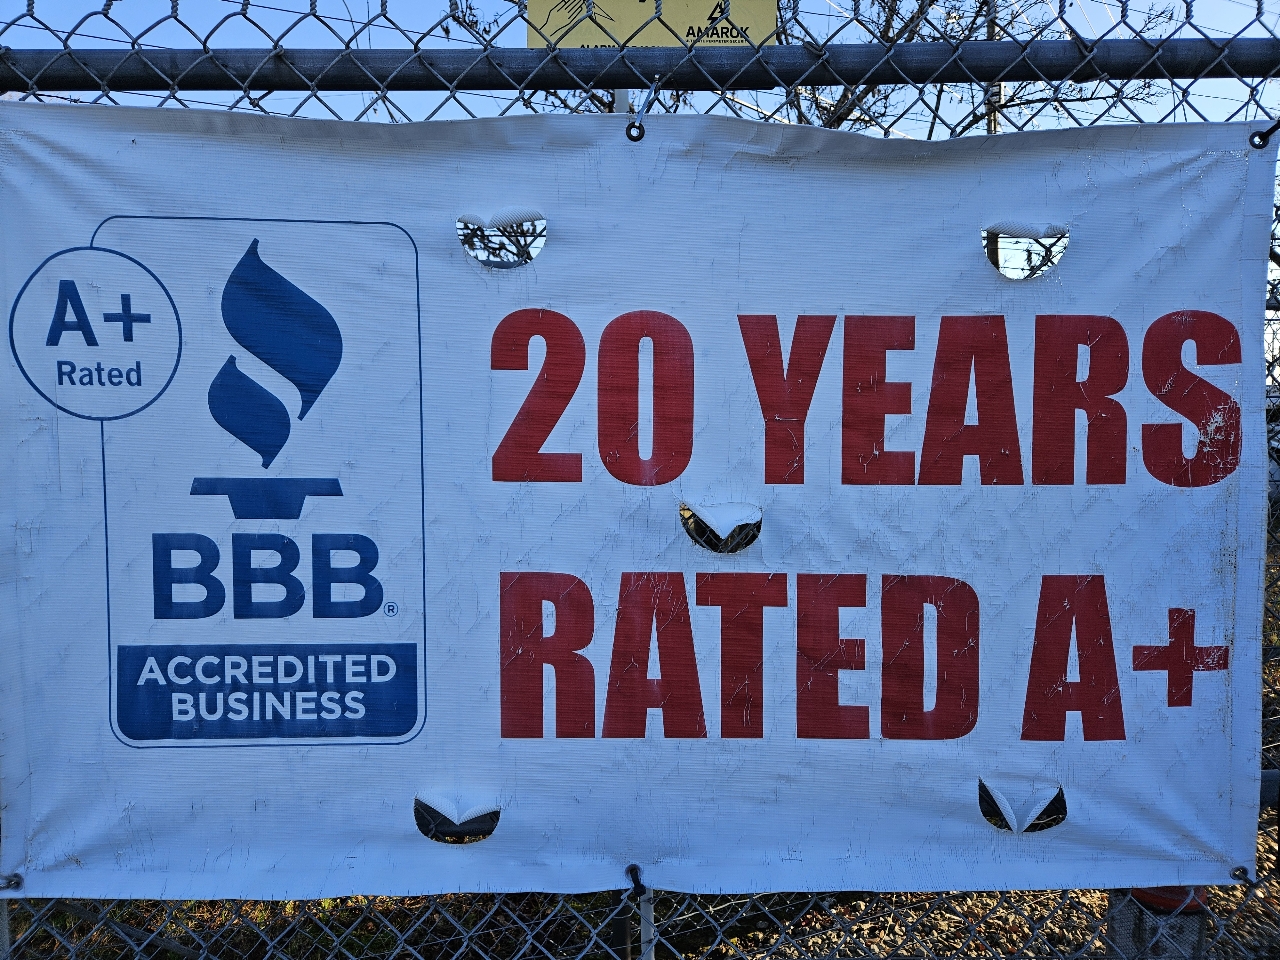 AMAROK
A+
Rated
BBB®
ACCREDITED
BUSINESS
20 YEARS
RATED A+